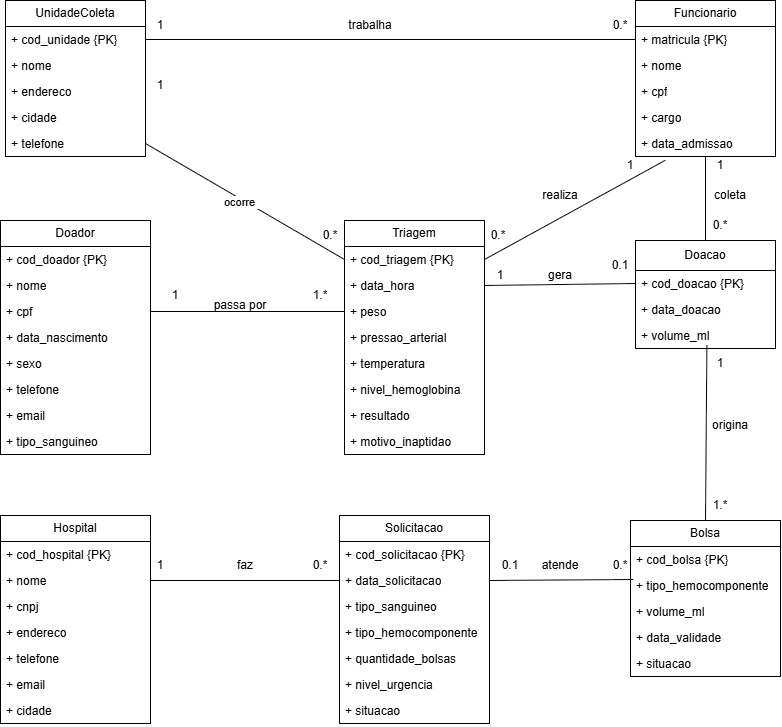 UnidadeColeta
+ cod_unidade {PK}
+ nome
+ endereco
+ cidade
+ telefone
1
trabalha
0.*
Funcionario
+ matricula {PK}
+ nome
+ cpf
+ cargo
+ data_admissao
1
ocorre
0.*
1
realiza
0.*
1
coleta
0.*
Doador
+ cod_doador {PK}
+ nome
+ cpf
+ data_nascimento
+ sexo
+ telefone
+ email
+ tipo_sanguineo
1
passa por
1.*
Triagem
+ cod_triagem {PK}
+ data_hora
+ peso
+ pressao_arterial
+ temperatura
+ nivel_hemoglobina
+ resultado
+ motivo_inaptidao
1
gera
0.1
Doacao
+ cod_doacao {PK}
+ data_doacao
+ volume_ml
1
origina
1.*
Hospital
+ cod_hospital {PK}
+ nome
+ cnpj
+ endereco
+ telefone
+ email
+ cidade
1
faz
0.*
Solicitacao
+ cod_solicitacao {PK}
+ data_solicitacao
+ tipo_sanguineo
+ tipo_hemocomponente
+ quantidade_bolsas
+ nivel_urgencia
+ situacao
0.1
atende
0.*
Bolsa
+ cod_bolsa {PK}
+ tipo_hemocomponente
+ volume_ml
+ data_validade
+ situacao